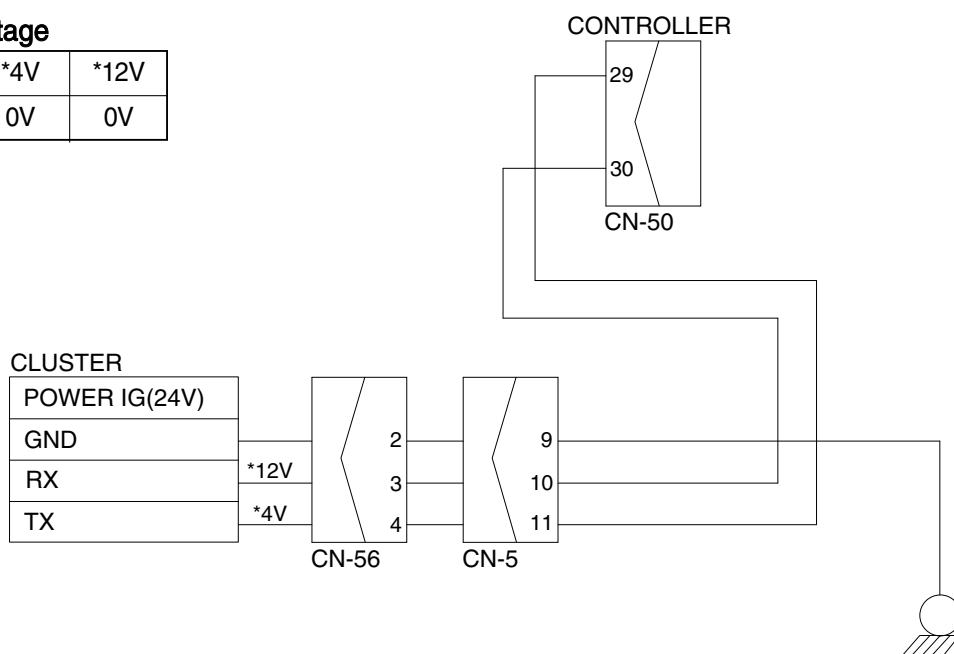 CONTROLLER
*4V *12V
0V 0V
29
30
CN-50
CLUSTER
POWER IG(24V)
GND
RX
TX
*12V
*4V
2
3
4
CN-56
9
10
11
CN-5